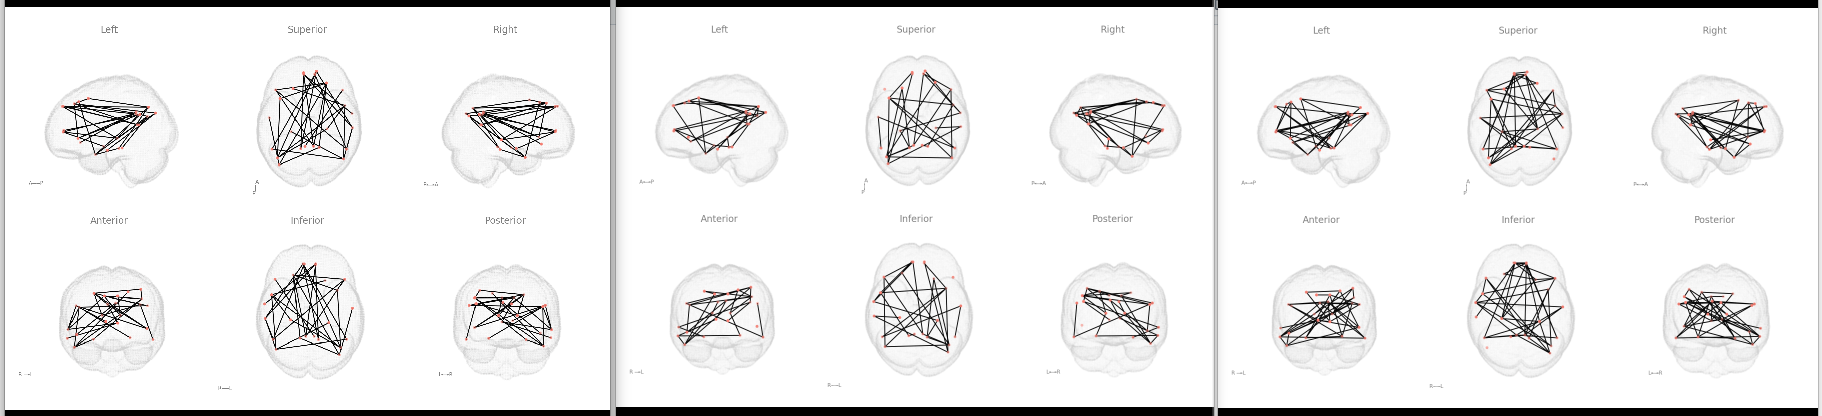 Left Superior Right
Anterior Inferior Posterior
Left Superior Right
A—P A P—A
Anterior Inferior Posterior
R—L R—L L—R
Left Superior Right
A—P A P—A
Anterior Inferior Posterior
R—L R—L L—R